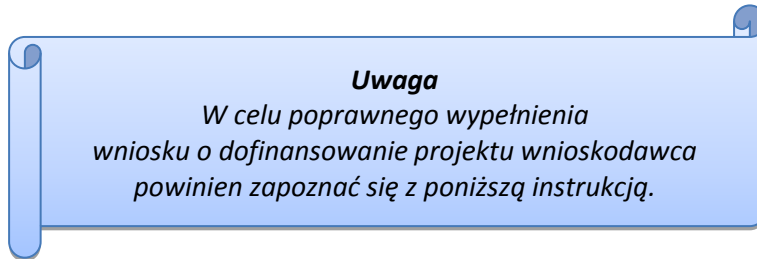 Uwaga
W celu poprawnego wypełnienia
wniosku o dofinansowanie projektu wnioskodawca
powinien zapoznać się z poniższą instrukcją.